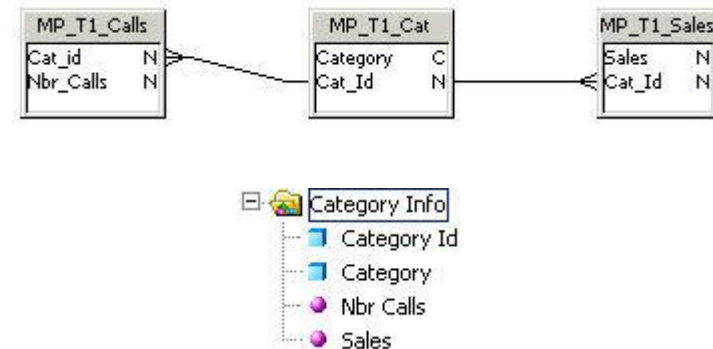 MP_T1_Calls
Cat_id N
Nbr_Calls N
MP_T1_Cat
Category C
Cat_Id N
MP_T1_Sales
Sales N
Cat_Id N
Category Info
Category Id
Category
Nbr Calls
Sales